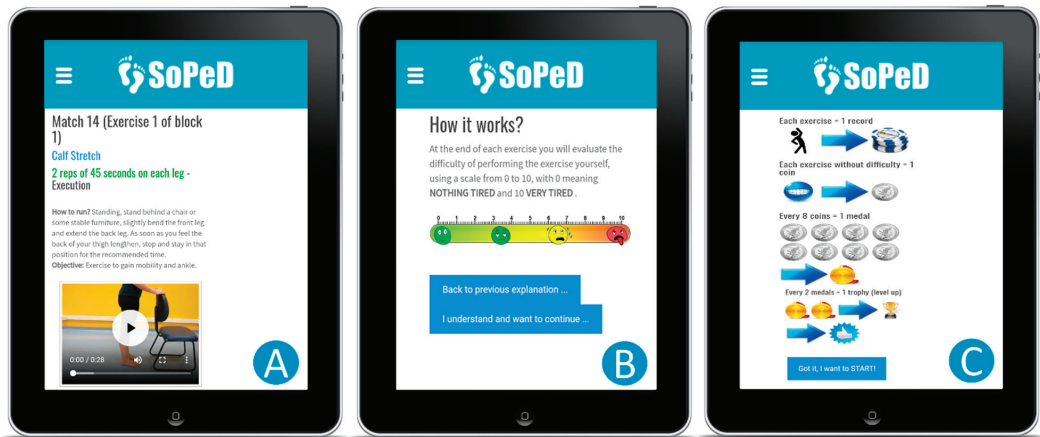 SoPeD
Match 14 (Exercise 1 of block
1)
Calf Stretch
2 reps of 45 seconds on each leg -
Execution
How to run? Standing, stand behind a chair or
some stable furniture, slightly bend the front leg
and extend the back leg. As soon as you feel the
back of your thigh lengthen, stop and stay in that
position for the recommended time.
Objective: Exercise to gain mobility and ankle.
0:00 / 0:28
A
SoPeD
How it works?
At the end of each exercise you will evaluate the
difficulty of performing the exercise yourself,
using a scale from 0 to 10, with 0 meaning
NOTHING TIRED and 10 VERY TIRED .
0 1 2 3 4 5 6 7 8 9 10
Back to previous explanation ...
I understand and want to continue ...
B
SoPeD
Each exercise = 1 record
Each exercise without difficulty = 1
coin
Every 8 coins = 1 medal
Every 2 medals = 1 trophy (level up)
Got it, I want to START!
C